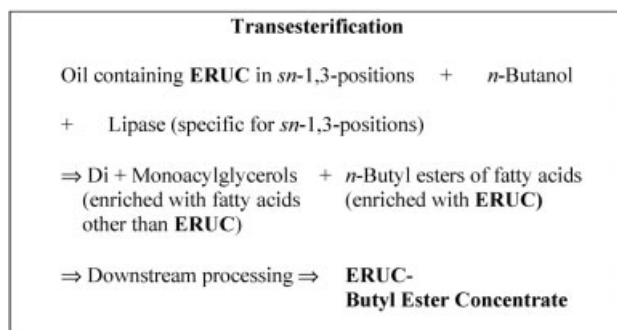 Transesterification
Oil containing ERUC in sn-1,3-positions + n-Butanol
+ Lipase (specific for sn-1,3-positions)
⇒ Di + Monoacylglycerols + n-Butyl esters of fatty acids
(enriched with fatty acids (enriched with ERUC)
other than ERUC)
⇒ Downstream processing ⇒ ERUC-
Butyl Ester Concentrate